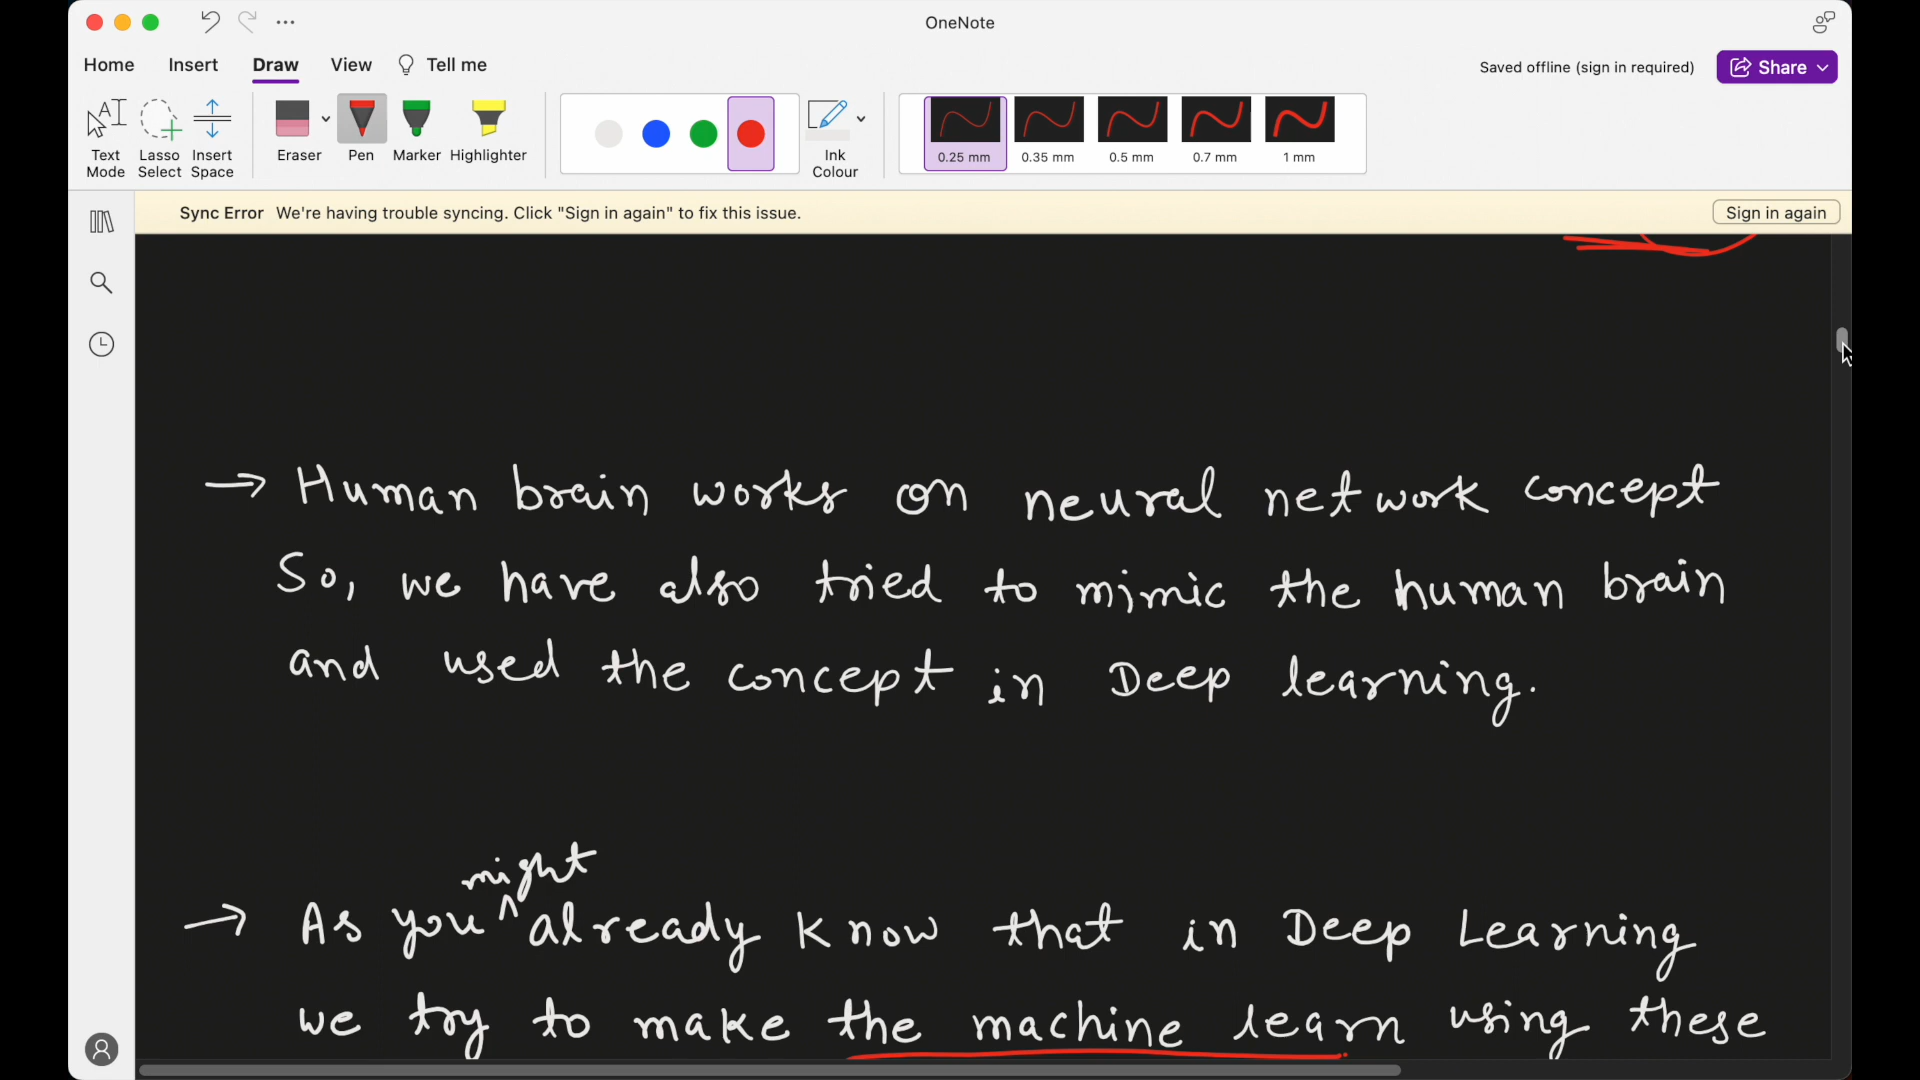 OneNote
Home Insert Draw View Tell me
Saved offline (sign in required) Share
Text Mode
Lasso Select
Insert Space
Eraser
Pen
Marker
Highlighter
Ink Colour
0.25 mm
0.35 mm
0.5 mm
0.7 mm
1 mm
Sync Error We're having trouble syncing. Click "Sign in again" to fix this issue.
Sign in again
→ Human brain works on neural network concept
So, we have also tried to mimic the human brain
and used the concept in Deep learning.
might
→ As you ^ already know that in Deep Learning
we try to make the machine learn using these